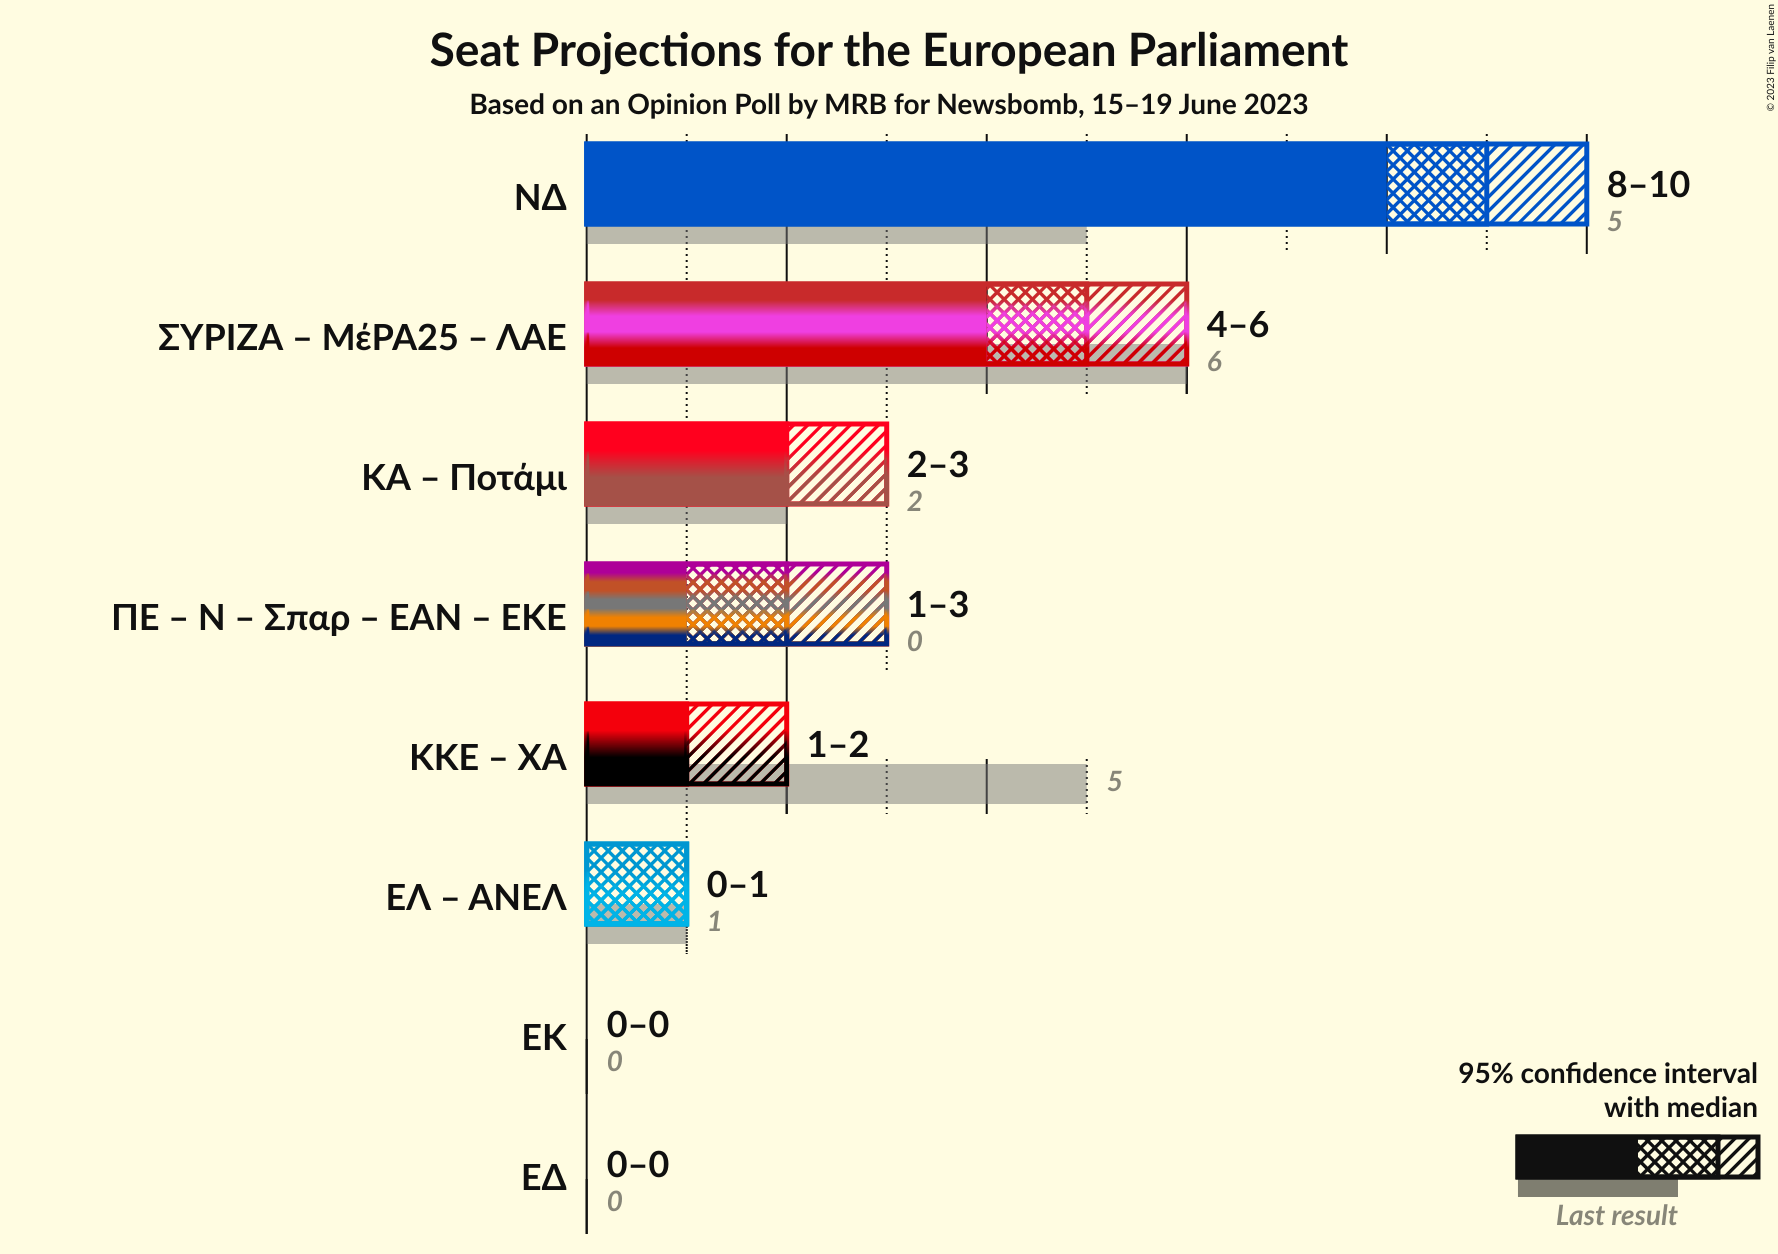 Seat Projections for the European Parliament
Based on an Opinion Poll by MRB for Newsbomb, 15–19 June 2023
© 2023 Filip van Laenen
ΝΔ
8–10
5
ΣΥΡΙΖΑ – ΜέΡΑ25 – ΛΑΕ
4–6
6
ΚΑ – Ποτάμι
2–3
2
ΠΕ – Ν – Σπαρ – ΕΑΝ – ΕΚΕ
1–3
0
ΚΚΕ – ΧΑ
1–2
5
ΕΛ – ΑΝΕΛ
0–1
1
ΕΚ
0–0
0
ΕΔ
0–0
0
95% confidence interval
with median
Last result